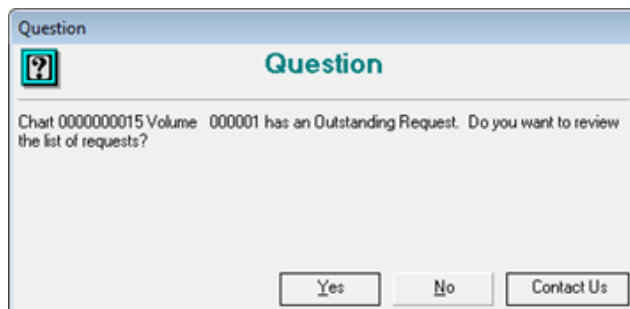 Question
Question
Chart 0000000015 Volume   000001 has an Outstanding Request.  Do you want to review
the list of requests?
Yes No Contact Us